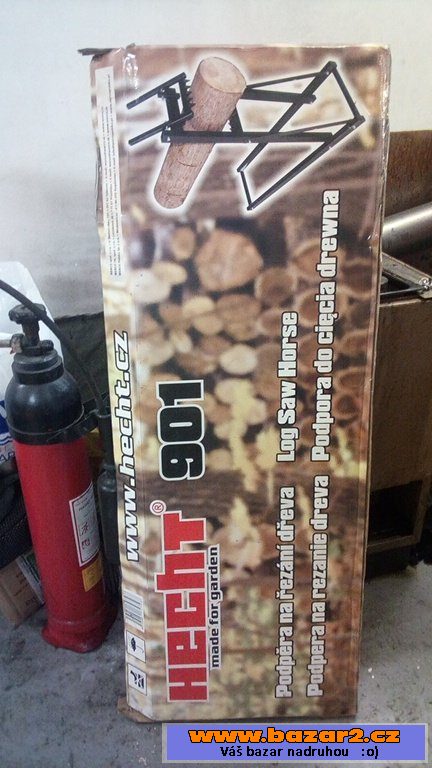 www.hecht.cz
HECHT® 901
made for garden
Podpěra na řezání dřeva
Log Saw Horse
Podpera na rezanie dreva
Podpora do cięcia drewna
www.bazar2.cz
Váš bazar nadruhou :o)